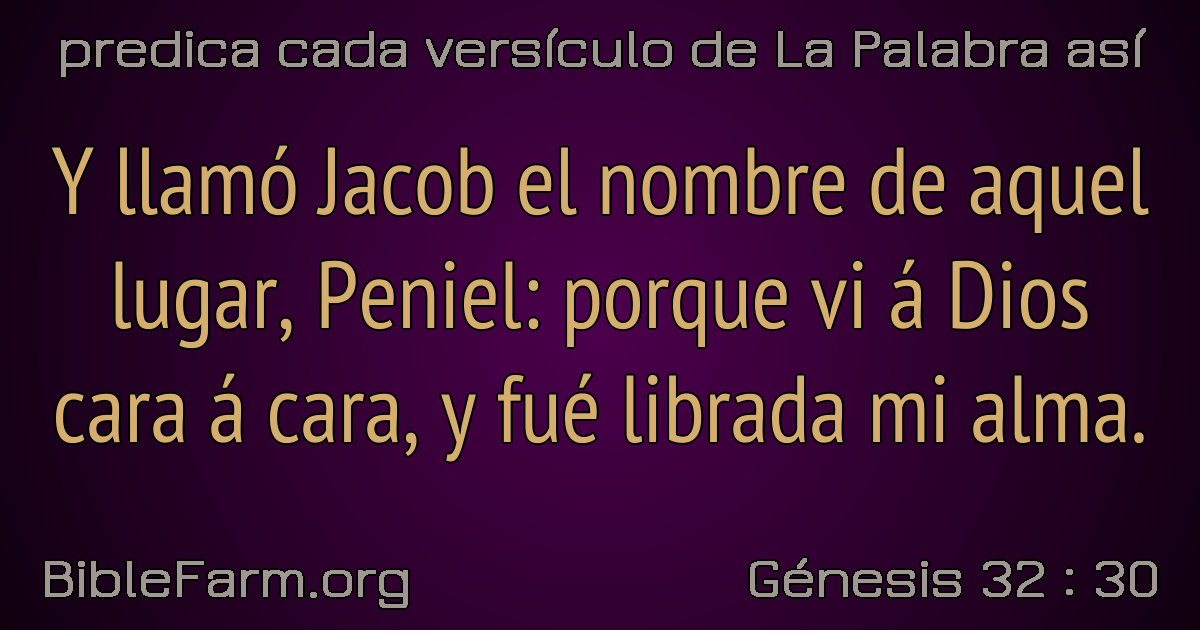 predica cada versículo de La Palabra así
Y llamó Jacob el nombre de aquel
lugar, Peniel: porque vi á Dios
cara á cara, y fué librada mi alma.
BibleFarm.org
Génesis 32 : 30